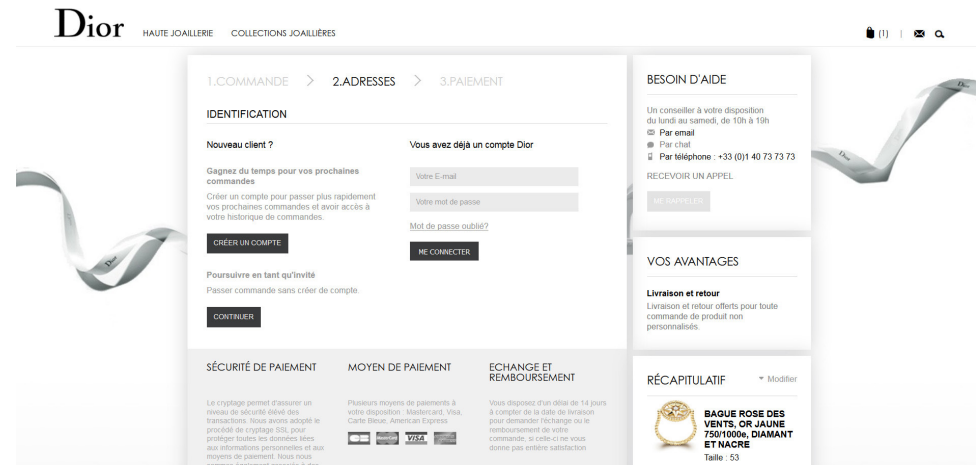 Dior
HAUTE JOAILLERIE COLLECTIONS JOAILLIÈRES
(1) |
1.COMMANDE > 2.ADRESSES > 3.PAIEMENT
IDENTIFICATION
Nouveau client ?
Gagnez du temps pour vos prochaines
commandes
Créer un compte pour passer plus rapidement
vos prochaines commandes et avoir accès à
votre historique de commandes.
CRÉER UN COMPTE
Poursuivre en tant qu'invité
Passer commande sans créer de compte.
CONTINUER
Vous avez déjà un compte Dior
Votre E-mail
Votre mot de passe
Mot de passe oublié?
ME CONNECTER
SÉCURITÉ DE PAIEMENT
Le cryptage permet d'assurer un
niveau de sécurité élevé des
transactions. Nous avons adopté le
procédé de cryptage SSL pour
protéger toutes les données liées
aux informations personnelles et aux
moyens de paiement. Nous nous
MOYEN DE PAIEMENT
Plusieurs moyens de paiements à
votre disposition : Mastercard, Visa,
Carte Bleue, American Express
VISA
ECHANGE ET
REMBOURSEMENT
Vous disposez d'un délai de 14 jours
à compter de la date de livraison
pour demander l'échange ou le
remboursement de votre
commande, si celle-ci ne vous
donne pas entière satisfaction
BESOIN D'AIDE
Un conseiller à votre disposition
du lundi au samedi, de 10h à 19h
Par email
Par chat
Par téléphone : +33 (0)1 40 73 73 73
RECEVOIR UN APPEL
ME RAPPELER
VOS AVANTAGES
Livraison et retour
Livraison et retour offerts pour toute
commande de produit non
personnalisés.
RÉCAPITULATIF Modifier
BAGUE ROSE DES
VENTS, OR JAUNE
750/1000e, DIAMANT
ET NACRE
Taille : 53
Dior
Dior
Dior